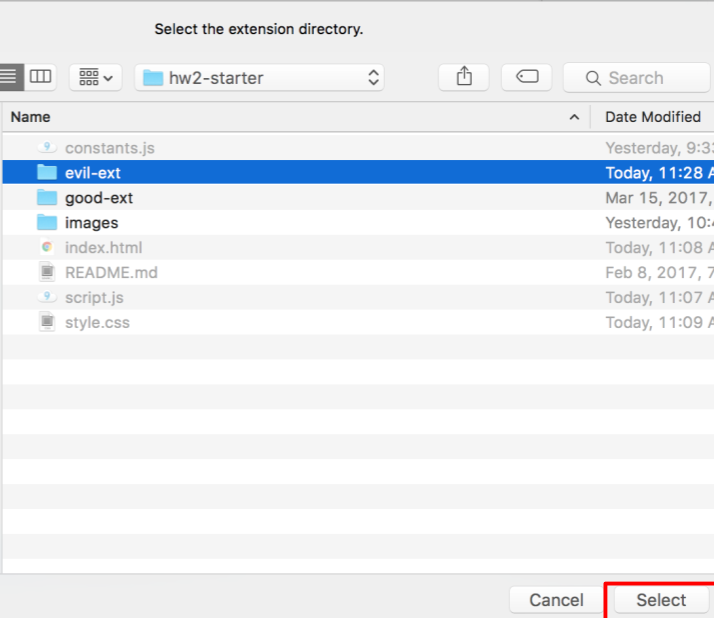 Select the extension directory.
hw2-starter
Search
Name Date Modified
constants.js Yesterday, 9:33
evil-ext Today, 11:28 A
good-ext Mar 15, 2017,
images Yesterday, 10:4
index.html Today, 11:08 A
README.md Feb 8, 2017, 7
script.js Today, 11:07 A
style.css Today, 11:09 A
Cancel Select